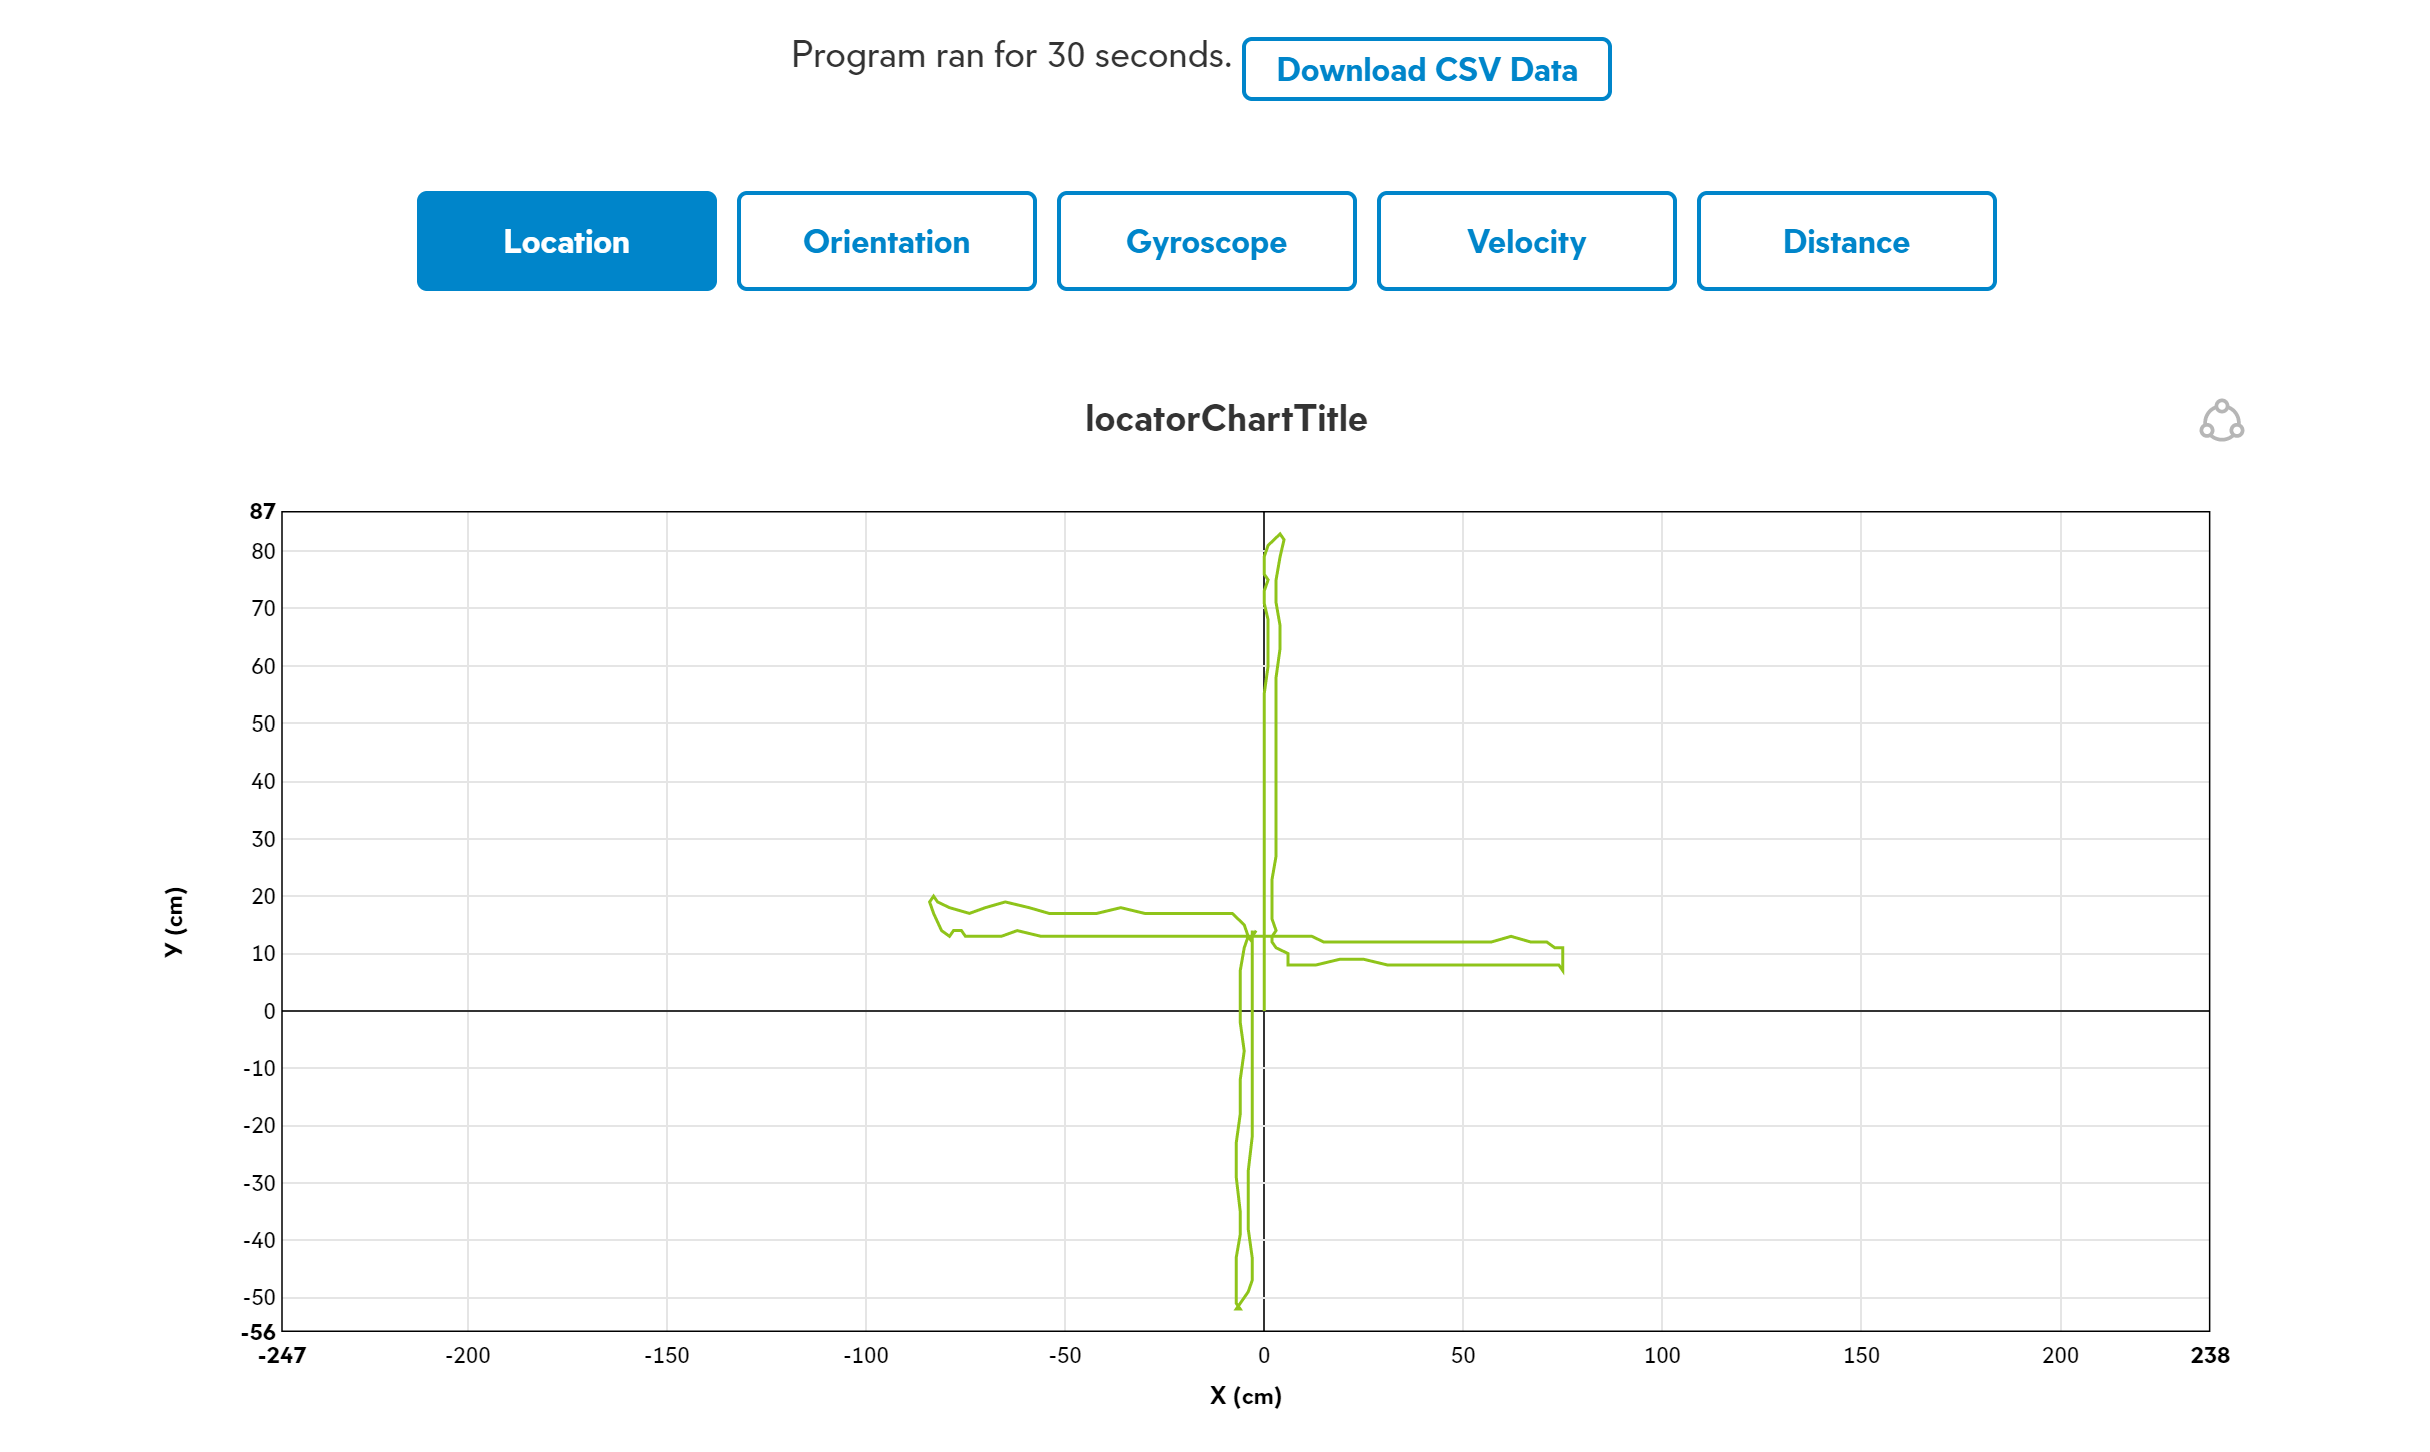 Program ran for 30 seconds. Download CSV Data
Location Orientation Gyroscope Velocity Distance
locatorChartTitle
87
80
70
60
50
40
30
20
10
0
-10
-20
-30
-40
-50
-56
Y (cm)
-247 -200 -150 -100 -50 0 50 100 150 200 238
X (cm)